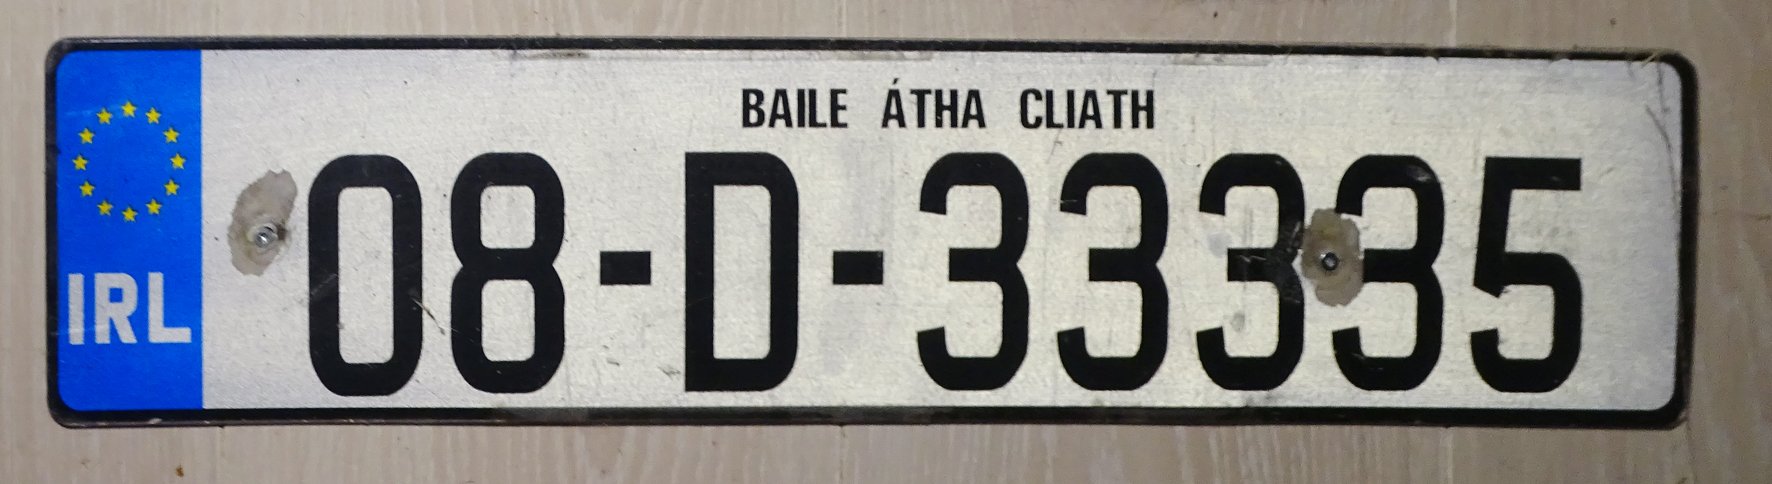 BAILE ÁTHA CLIATH
IRL
08-D-33335